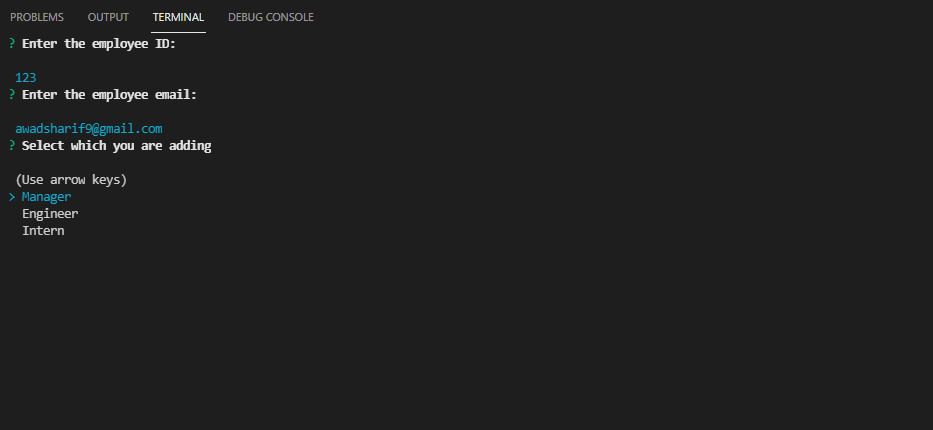 PROBLEMS OUTPUT TERMINAL DEBUG CONSOLE
? Enter the employee ID:
123
? Enter the employee email:
awadsharif9@gmail.com
? Select which you are adding
(Use arrow keys)
> Manager
Engineer
Intern